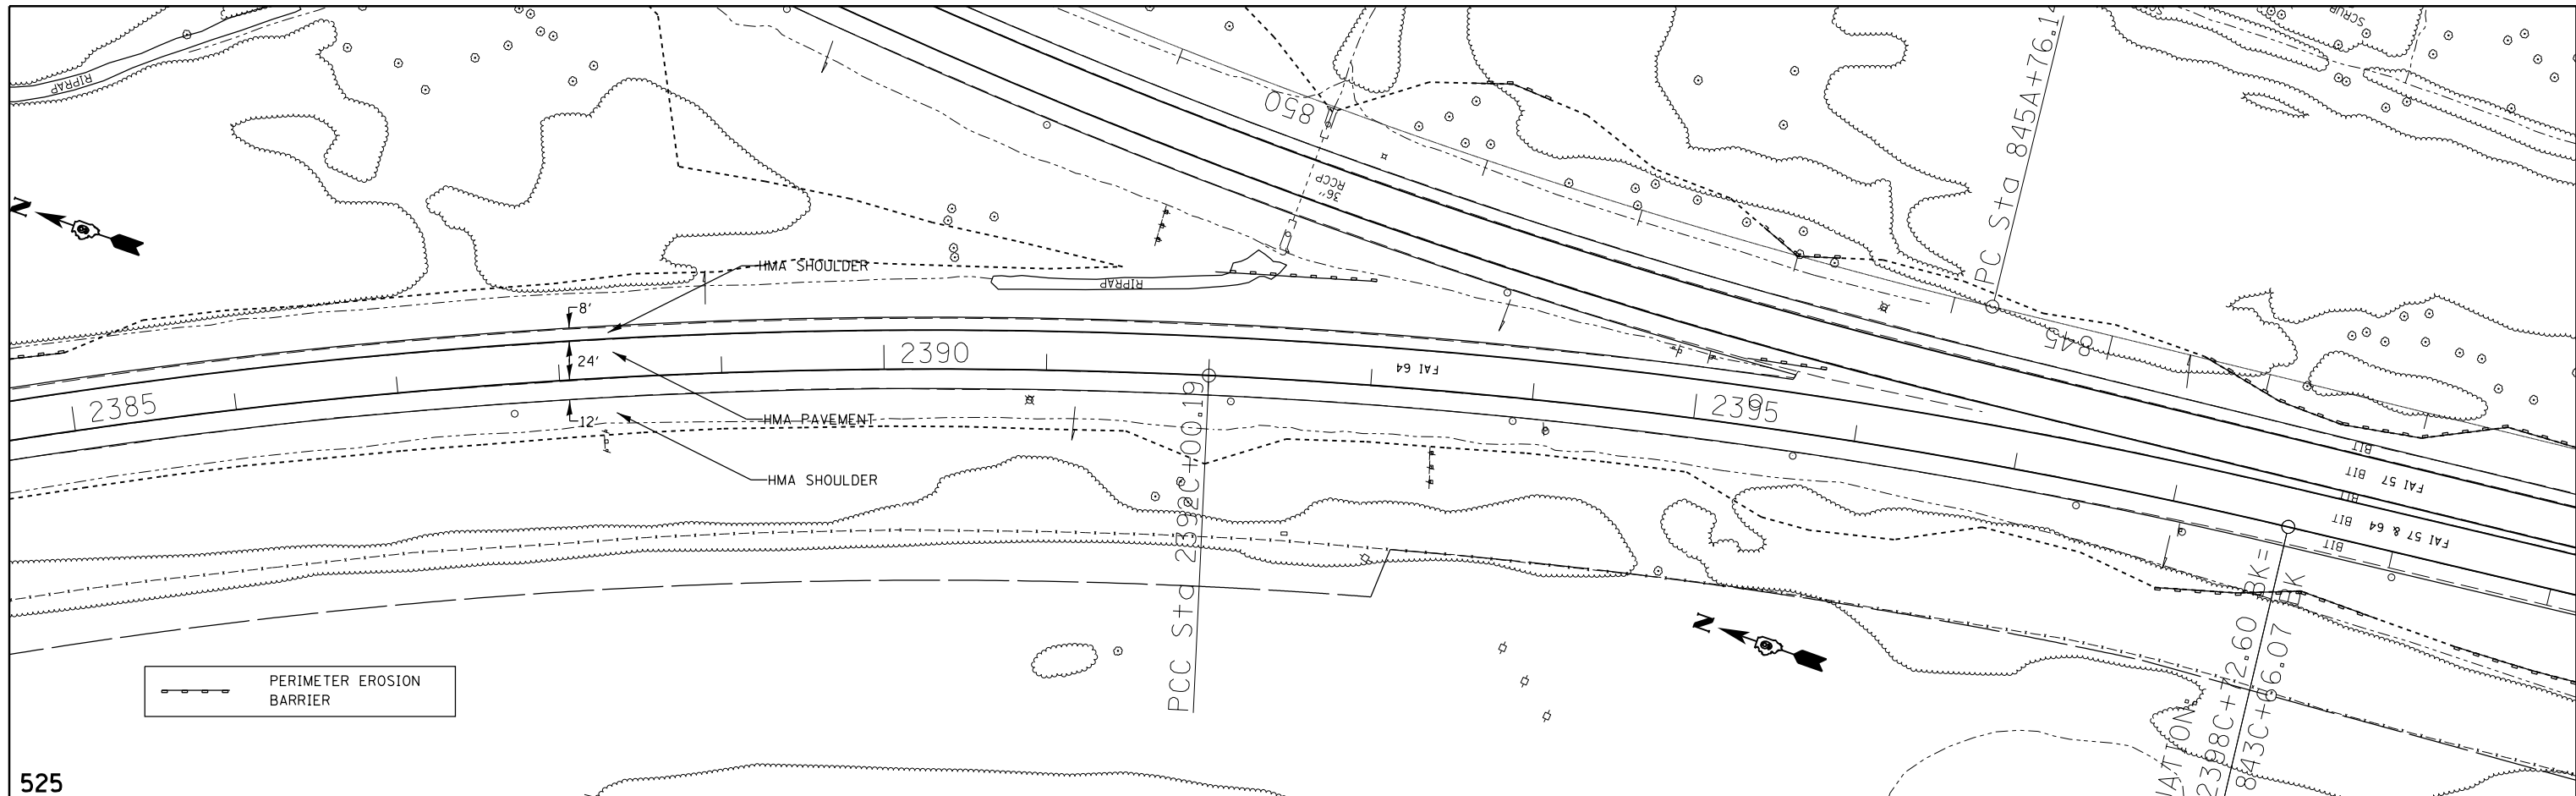 RIPRAP
SCRUB
850
36"
RCCP
PC Sta 845A+76.14
N
HMA SHOULDER
8'
RIPRAP
24'
2390
FAI 64
845
2385
2395
12'
HMA PAVEMENT
HMA SHOULDER
PCC Sta 2392C+00.19
BIT
BIT
FAI 57
BIT
BIT
FAI 57 & 64
BIT
N
PERIMETER EROSION
BARRIER
525